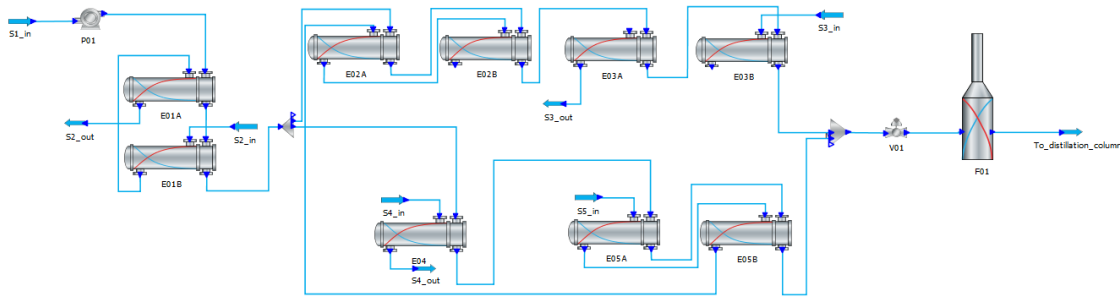 S1_in
P01
S3_in
E02A
E02B
E03A
E03B
E01A
S2_out
S3_out
S2_in
V01
To_distillation_column
F01
E01B
S4_in
S5_in
E04
E05A
E05B
S4_out